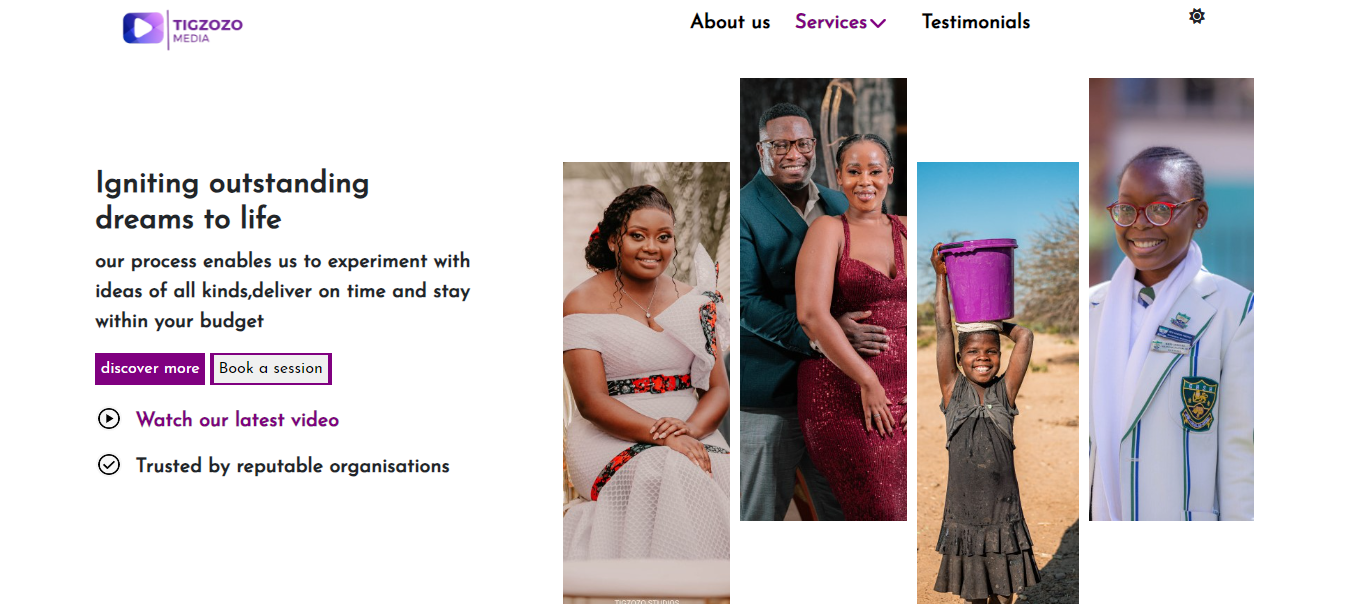 TIGZOZO
MEDIA
About us Services Testimonials
Igniting outstanding
dreams to life
our process enables us to experiment with
ideas of all kinds,deliver on time and stay
within your budget
discover more Book a session
Watch our latest video
Trusted by reputable organisations
TIGZOZO STUDIOS